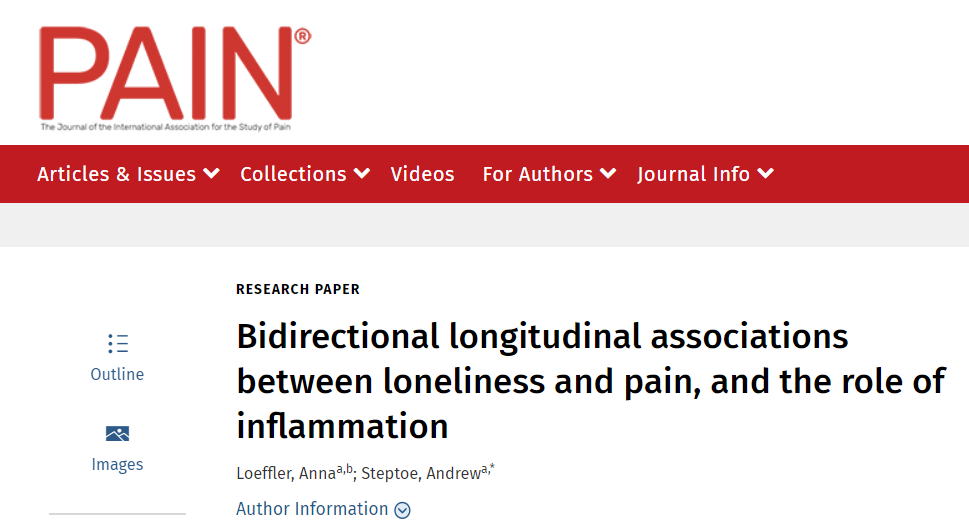 PAIN®
The Journal of the International Association for the Study of Pain
Articles & Issues Collections Videos For Authors Journal Info
RESEARCH PAPER
Bidirectional longitudinal associations
between loneliness and pain, and the role of
inflammation
Loeffler, Annaa,b; Steptoe, Andrewa,*
Author Information
Outline
Images